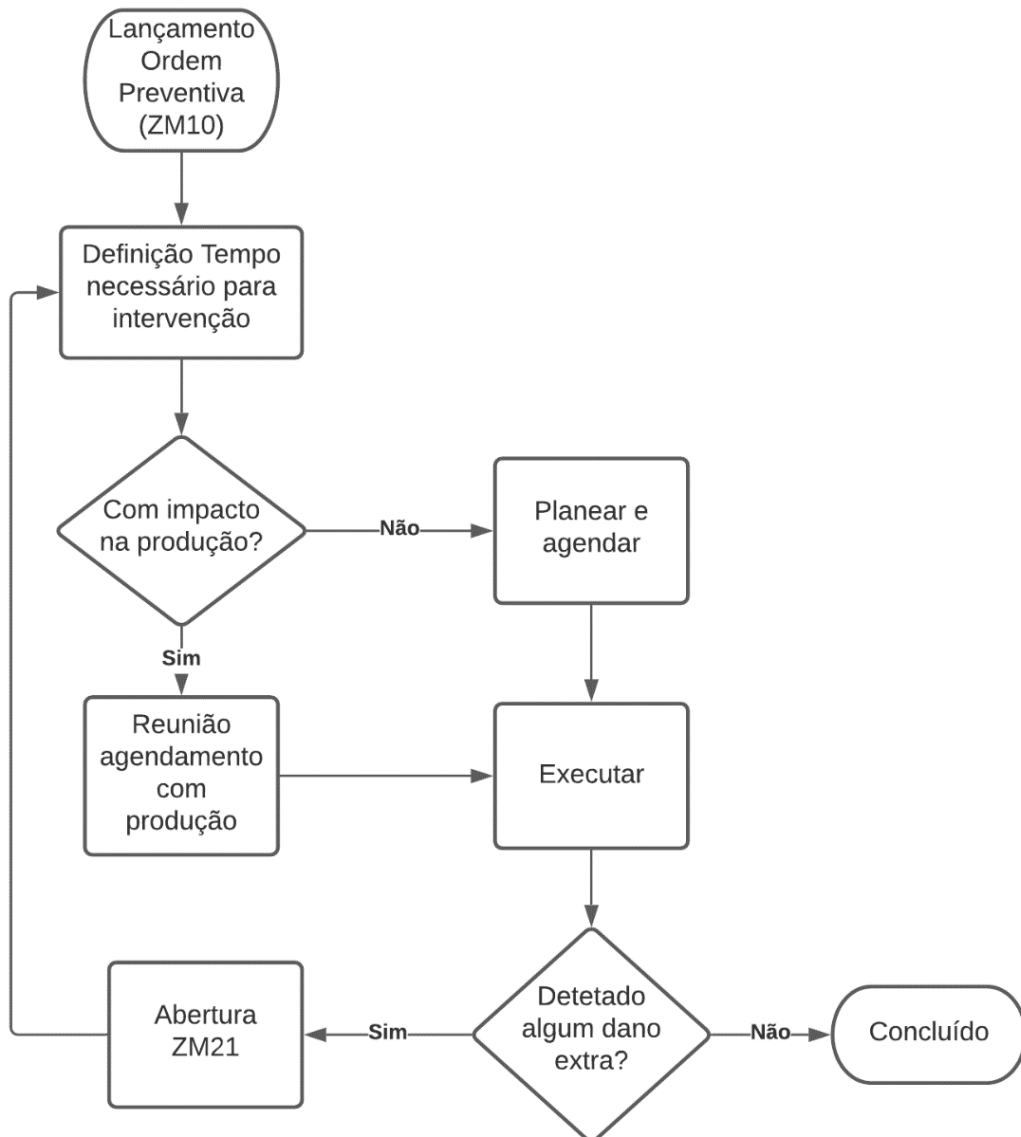 Lançamento
Ordem
Preventiva
(ZM10)
Definição Tempo
necessário para
intervenção
Com impacto
na produção?
Não
Planear e
agendar
Sim
Reunião
agendamento
com
produção
Executar
Detetado
algum dano
extra?
Sim
Abertura
ZM21
Não
Concluído